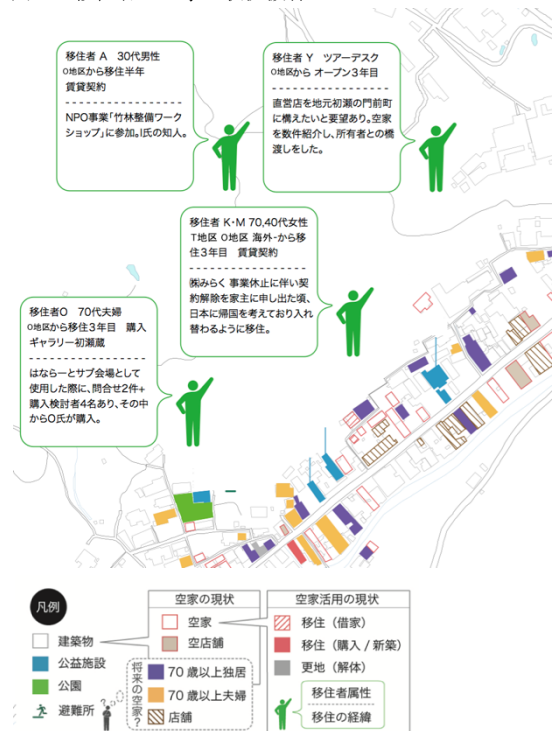 移住者 A 30代男性
O地区から移住半年
賃貸契約
NPO事業「竹林整備ワーク
ショップ」に参加。I氏の知人。
移住者 Y ツアーデスク
O地区から オープン3年目
直営店を地元初瀬の門前町
に構えたいと要望あり。空家
を数件紹介し、所有者との橋
渡しをした。
移住者 K・M 70,40代女性
T地区 O地区 海外-から移
住3年目 賃貸契約
㈱みらく 事業休止に伴い契
約解除を家主に申し出た頃、
日本に帰国を考えており入れ
替わるように移住。
移住者O 70代夫婦
O地区から移住3年目 購入
ギャラリー初瀬蔵
はならぁとサブ会場として
使用した際に、問合せ2件+
購入検討者4名あり、その中
からO氏が購入。
凡例
建築物
公益施設
公園
避難所
空家の現状
空家
空店舗
将来の空家?
70歳以上独居
70歳以上夫婦
店舗
空家活用の現状
移住(借家)
移住(購入/新築)
更地(解体)
移住者属性
移住の経緯